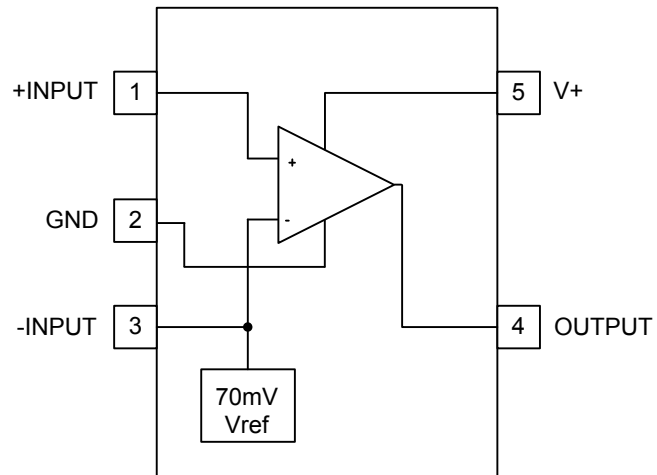 +INPUT 1
5 V+
+
GND 2
-
-INPUT 3
4 OUTPUT
70mV
Vref